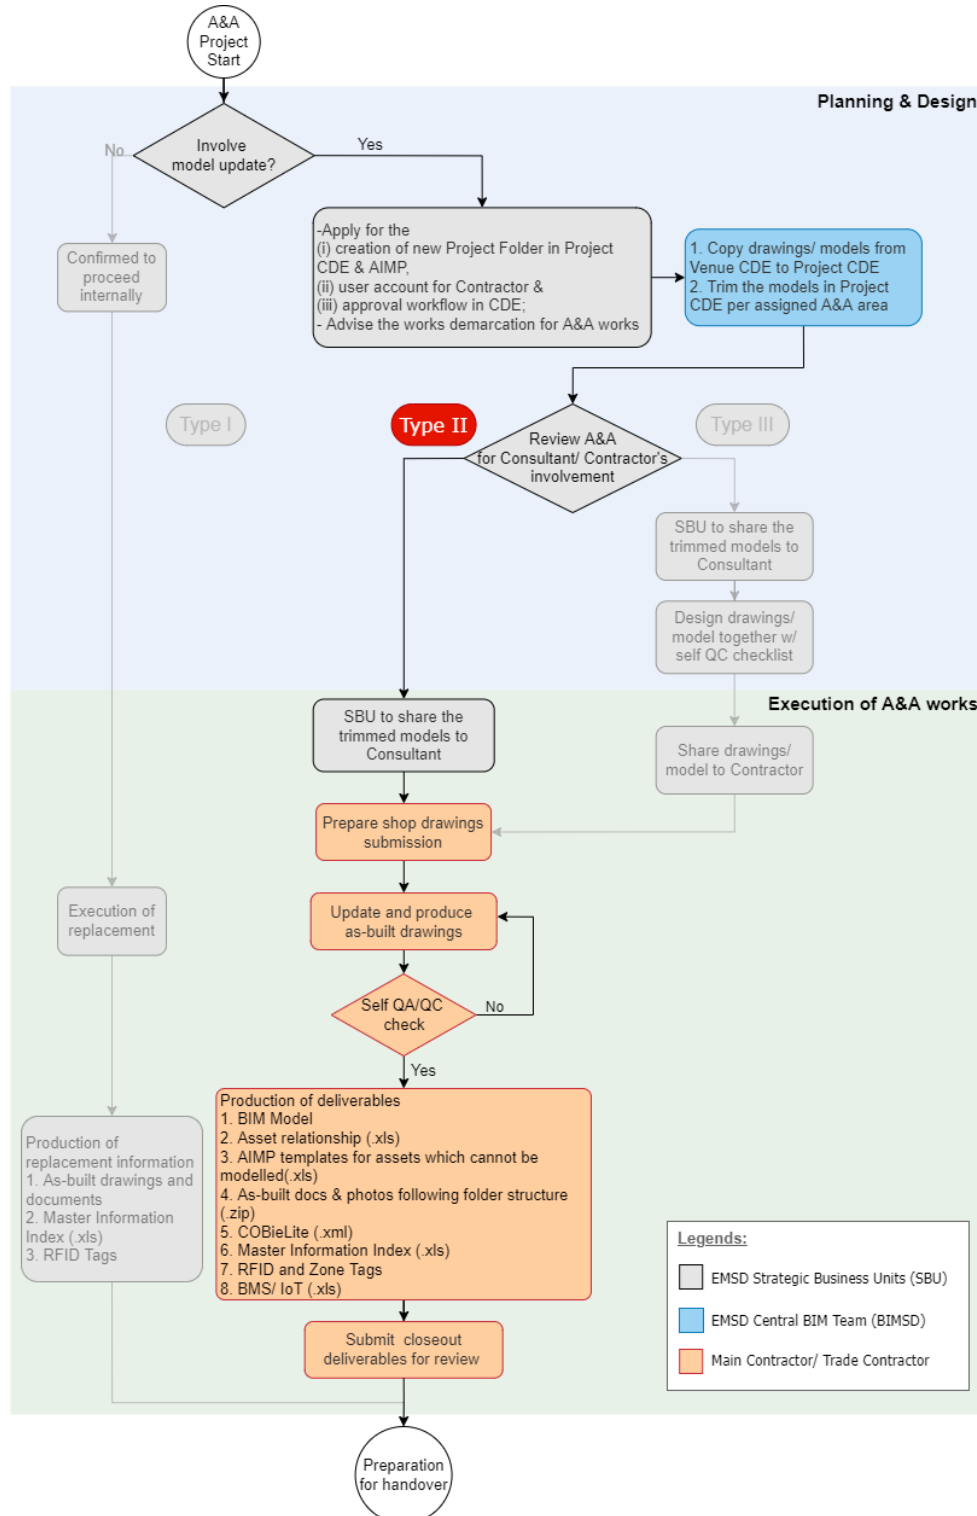 A&A
Project
Start
Planning & Design
Involve
model update?
No
Yes
Confirmed to
proceed
internally
-Apply for the
(i) creation of new Project Folder in Project
CDE & AIMP,
(ii) user account for Contractor &
(iii) approval workflow in CDE;
- Advise the works demarcation for A&A works
1. Copy drawings/ models from
Venue CDE to Project CDE
2. Trim the models in Project
CDE per assigned A&A area
Type I
Type II
Type III
Review A&A
for Consultant/ Contractor's
involvement
SBU to share the
trimmed models to
Consultant
Design drawings/
model together w/
self QC checklist
Execution of A&A works
SBU to share the
trimmed models to
Consultant
Share drawings/
model to Contractor
Prepare shop drawings
submission
Execution of
replacement
Update and produce
as-built drawings
Self QA/QC
check
No
Yes
Production of
replacement information
1. As-built drawings and
documents
2. Master Information
Index (.xls)
3. RFID Tags
Production of deliverables
1. BIM Model
2. Asset relationship (.xls)
3. AIMP templates for assets which cannot be
modelled(.xls)
4. As-built docs & photos following folder structure
(.zip)
5. COBieLite (.xml)
6. Master Information Index (.xls)
7. RFID and Zone Tags
8. BMS/ IoT (.xls)
Submit closeout
deliverables for review
Legends:
EMSD Strategic Business Units (SBU)
EMSD Central BIM Team (BIMSD)
Main Contractor/ Trade Contractor
Preparation
for handover